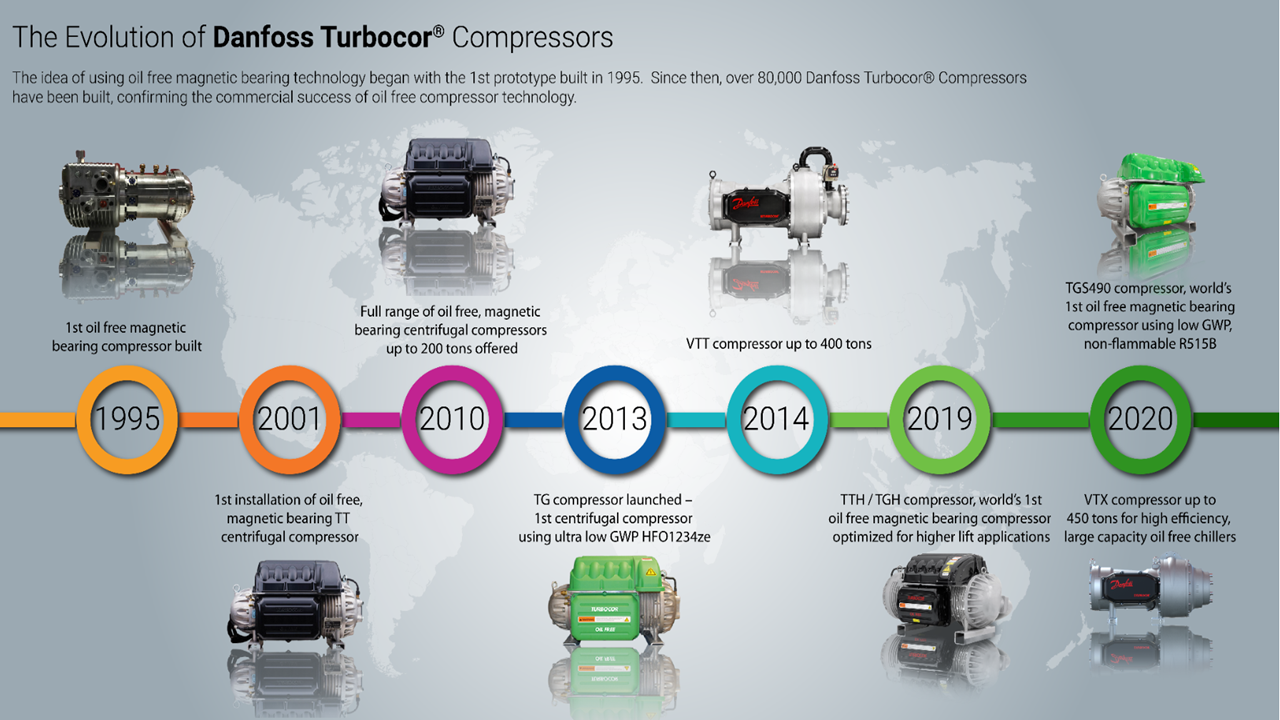 The Evolution of Danfoss Turbocor® Compressors
The idea of using oil free magnetic bearing technology began with the 1st prototype built in 1995.  Since then, over 80,000 Danfoss Turbocor® Compressors
have been built, confirming the commercial success of oil free compressor technology.
1st oil free magnetic
bearing compressor built
Full range of oil free, magnetic
bearing centrifugal compressors
up to 200 tons offered
Danfoss
VTT compressor up to 400 tons
TGS490 compressor, world's
1st oil free magnetic bearing
compressor using low GWP,
non-flammable R515B
1995
2001
2010
2013
2014
2019
2020
1st installation of oil free,
magnetic bearing TT
centrifugal compressor
TG compressor launched –
1st centrifugal compressor
using ultra low GWP HFO1234ze
TURBOCOR
OIL FREE
TTH / TGH compressor, world's 1st
oil free magnetic bearing compressor
optimized for higher lift applications
VTX compressor up to
450 tons for high efficiency,
large capacity oil free chillers
Danfoss